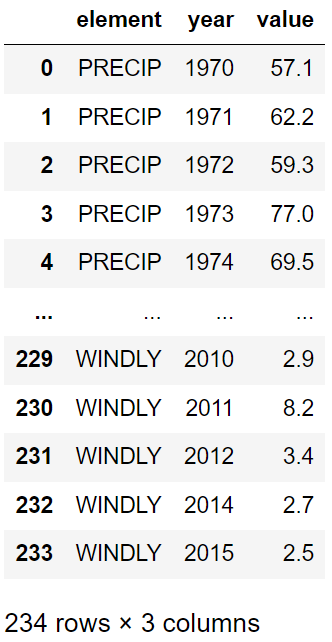 element year value
0 PRECIP 1970 57.1
1 PRECIP 1971 62.2
2 PRECIP 1972 59.3
3 PRECIP 1973 77.0
4 PRECIP 1974 69.5
... ... ... ...
229 WINDLY 2010 2.9
230 WINDLY 2011 8.2
231 WINDLY 2012 3.4
232 WINDLY 2014 2.7
233 WINDLY 2015 2.5
234 rows × 3 columns